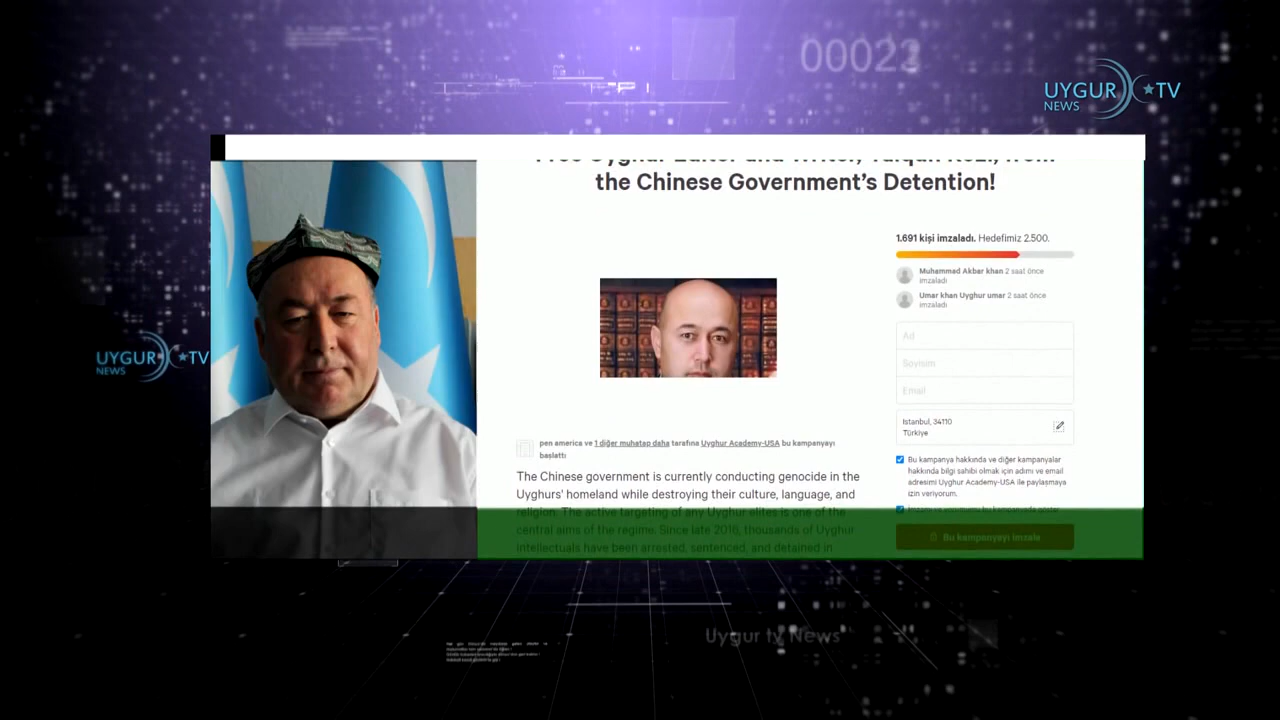 00023
UYGUR TV
NEWS
the Chinese Government's Detention!
1.691 kişi imzaladı. Hedefimiz 2.500.
Muhammad Akbar khan 2 saat önce
imzaladı
Umar khan Uyghur umar 2 saat önce
imzaladı
Ad
Soyisim
Email
Istanbul, 34110
Türkiye
pen america ve 1 diğer muhatap daha tarafına Uyghur Academy-USA bu kampanyayı
başlattı
Bu kampanya hakkında ve diğer kampanyalar
hakkında bilgi sahibi olmak için adımı ve email
adresimi Uyghur Academy-USA ile paylaşmaya
izin veriyorum.
Bu kampanyayı imzala
The Chinese government is currently conducting genocide in the
Uyghurs' homeland while destroying their culture, language, and
religion. The active targeting of any Uyghur elites is one of the
central aims of the regime. Since late 2016, thousands of Uyghur
intellectuals have been arrested, sentenced, and detained in
UYGUR TV
NEWS
Uygur tv News